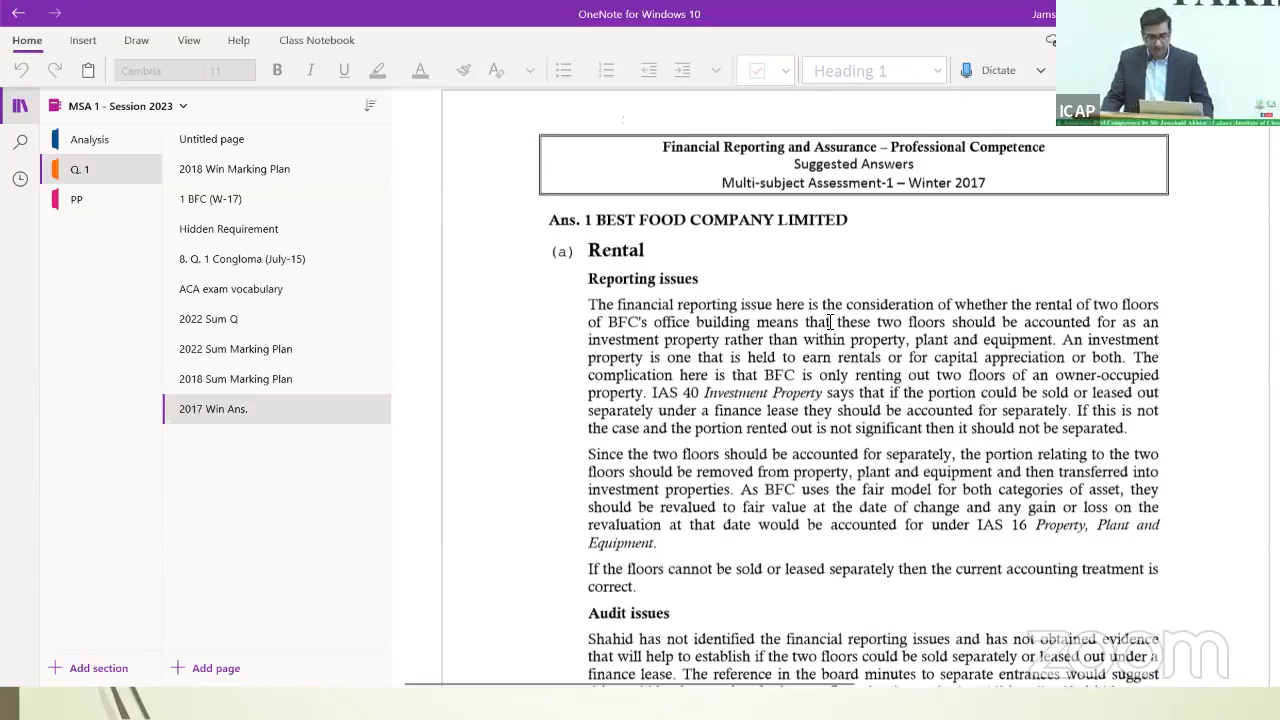 OneNote for Windows 10
Jams
Home
Insert
Draw
View
Help
Class Notebook
Cambria
11
B
I
U
A
Heading 1
Dictate
ICAP
MSA 1 - Session 2023
Analysis
Q. 1
PP
Untitled page
2018 Win Marking Plan
1 BFC (W-17)
Hidden Requirement
8. Q. 1 Congloma (July-15)
ACA exam vocabulary
2022 Sum Q
2022 Sum Marking Plan
2018 Sum Marking Plan
2017 Win Ans.
Add section
Add page
Financial Reporting and Assurance – Professional Competence
Suggested Answers
Multi-subject Assessment-1 – Winter 2017
Ans. 1 BEST FOOD COMPANY LIMITED
(a) Rental
Reporting issues
The financial reporting issue here is the consideration of whether the rental of two floors
of BFC's office building means that these two floors should be accounted for as an
investment property rather than within property, plant and equipment. An investment
property is one that is held to earn rentals or for capital appreciation or both. The
complication here is that BFC is only renting out two floors of an owner-occupied
property. IAS 40 Investment Property says that if the portion could be sold or leased out
separately under a finance lease they should be accounted for separately. If this is not
the case and the portion rented out is not significant then it should not be separated.
Since the two floors should be accounted for separately, the portion relating to the two
floors should be removed from property, plant and equipment and then transferred into
investment properties. As BFC uses the fair model for both categories of asset, they
should be revalued to fair value at the date of change and any gain or loss on the
revaluation at that date would be accounted for under IAS 16 Property, Plant and
Equipment.
If the floors cannot be sold or leased separately then the current accounting treatment is
correct.
Audit issues
Shahid has not identified the financial reporting issues and has not obtained evidence
that will help to establish if the two floors could be sold separately or leased out under a
finance lease. The reference in the board minutes to separate entrances would suggest
zoom